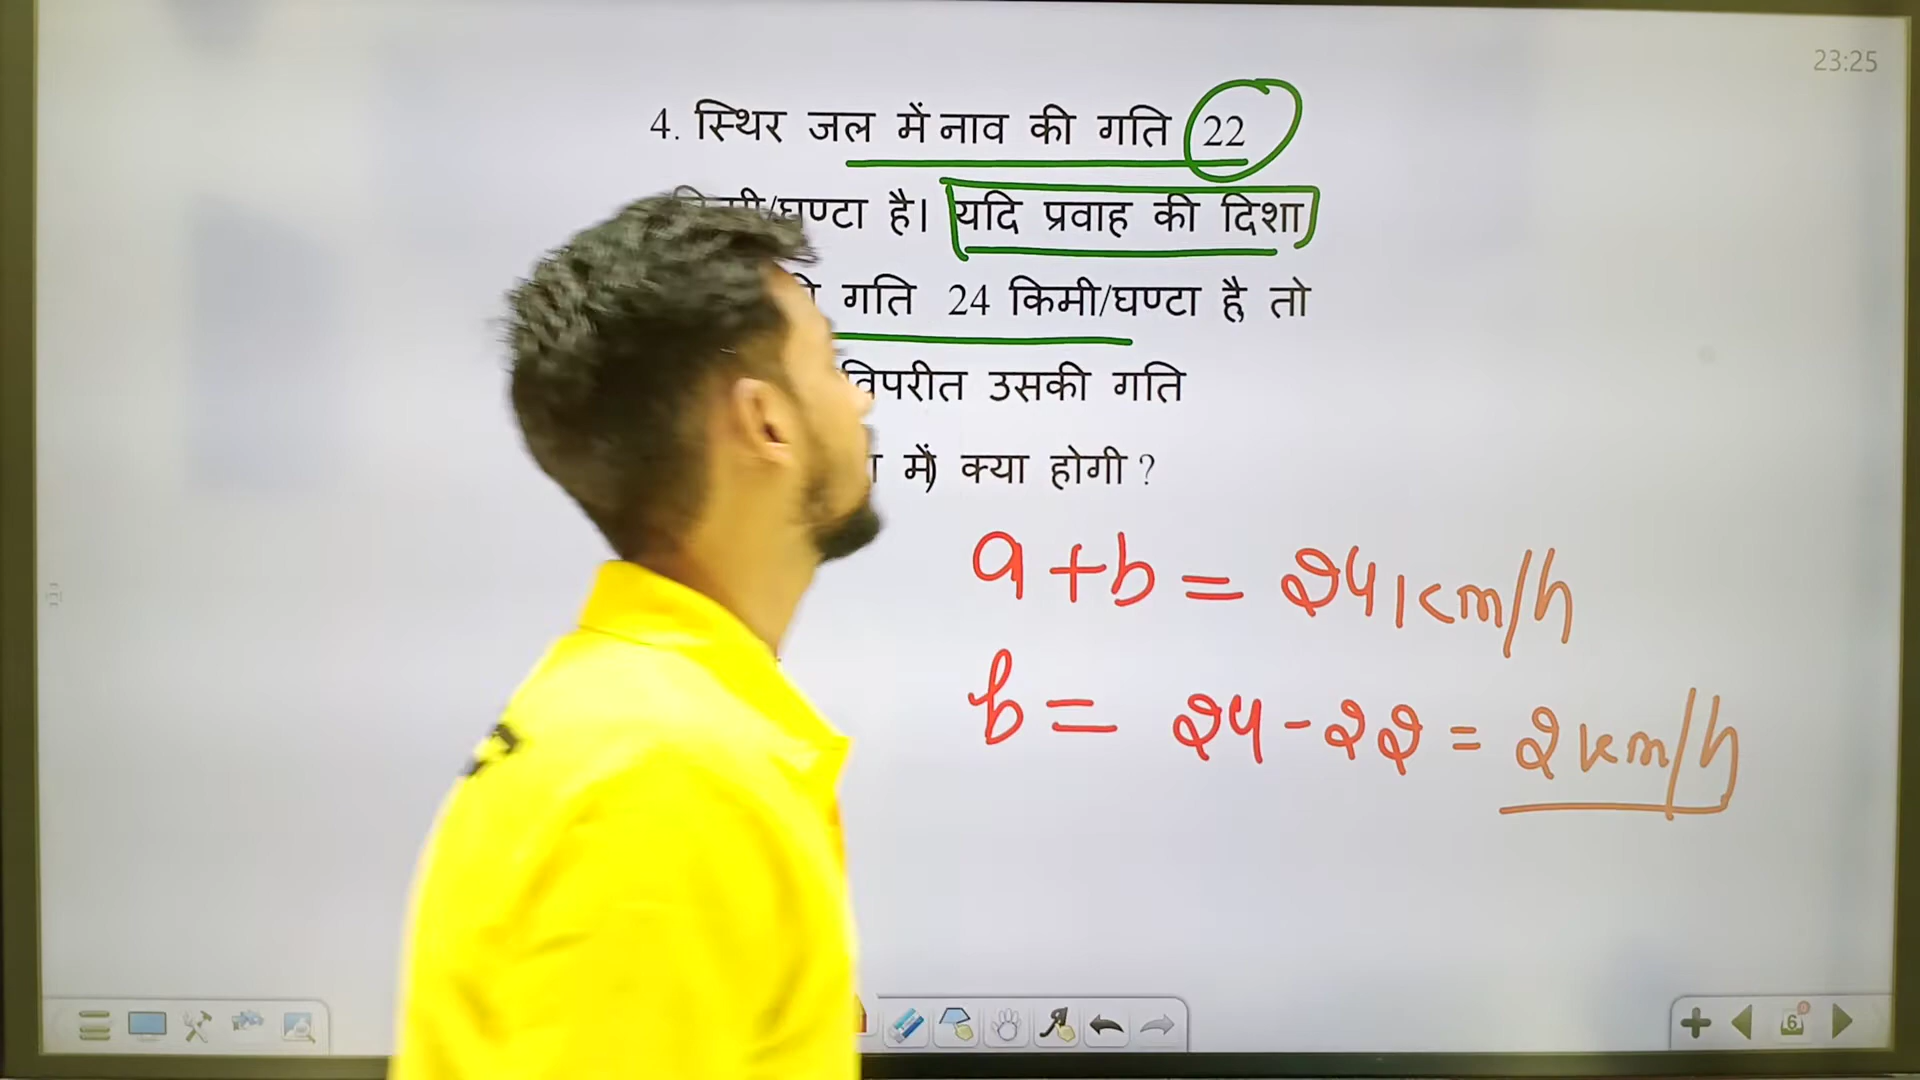 23:25
4. स्थिर जल में नाव की गति 22
/घण्टा है। यदि प्रवाह की दिशा
गति 24 किमी/घण्टा है, तो
विपरीत उसकी गति
में) क्या होगी ?
a+b = 24km/h
b = 24-22 = 2km/h
6